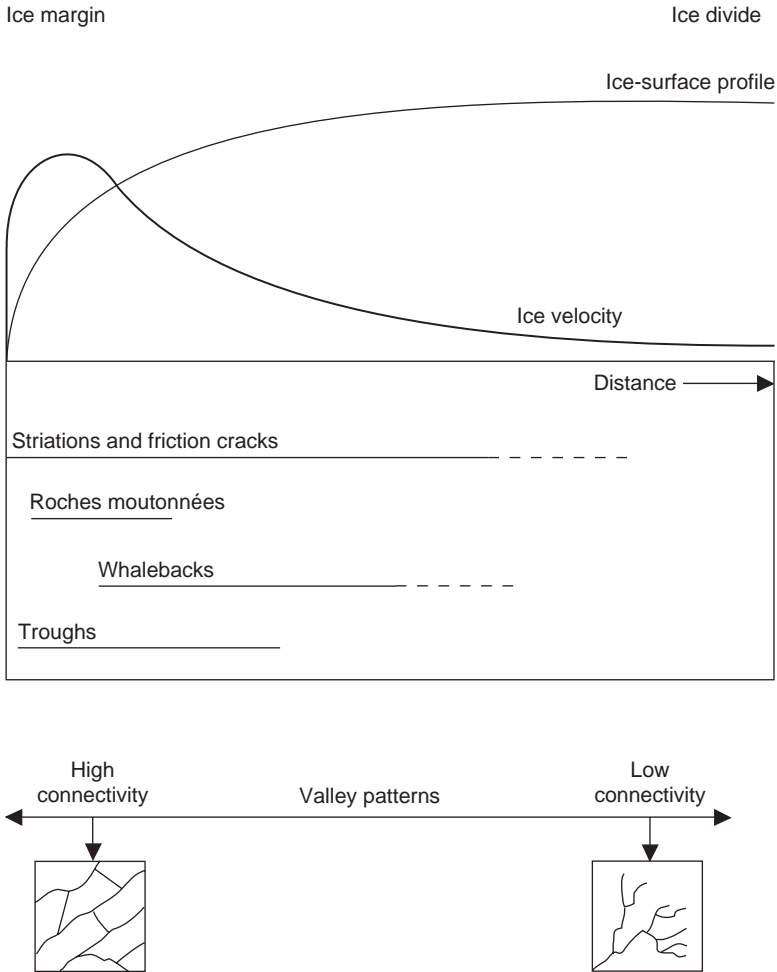 Ice margin
Ice divide
Ice-surface profile
Ice velocity
Distance
Striations and friction cracks
Roches moutonnées
Whalebacks
Troughs
High
connectivity
Valley patterns
Low
connectivity